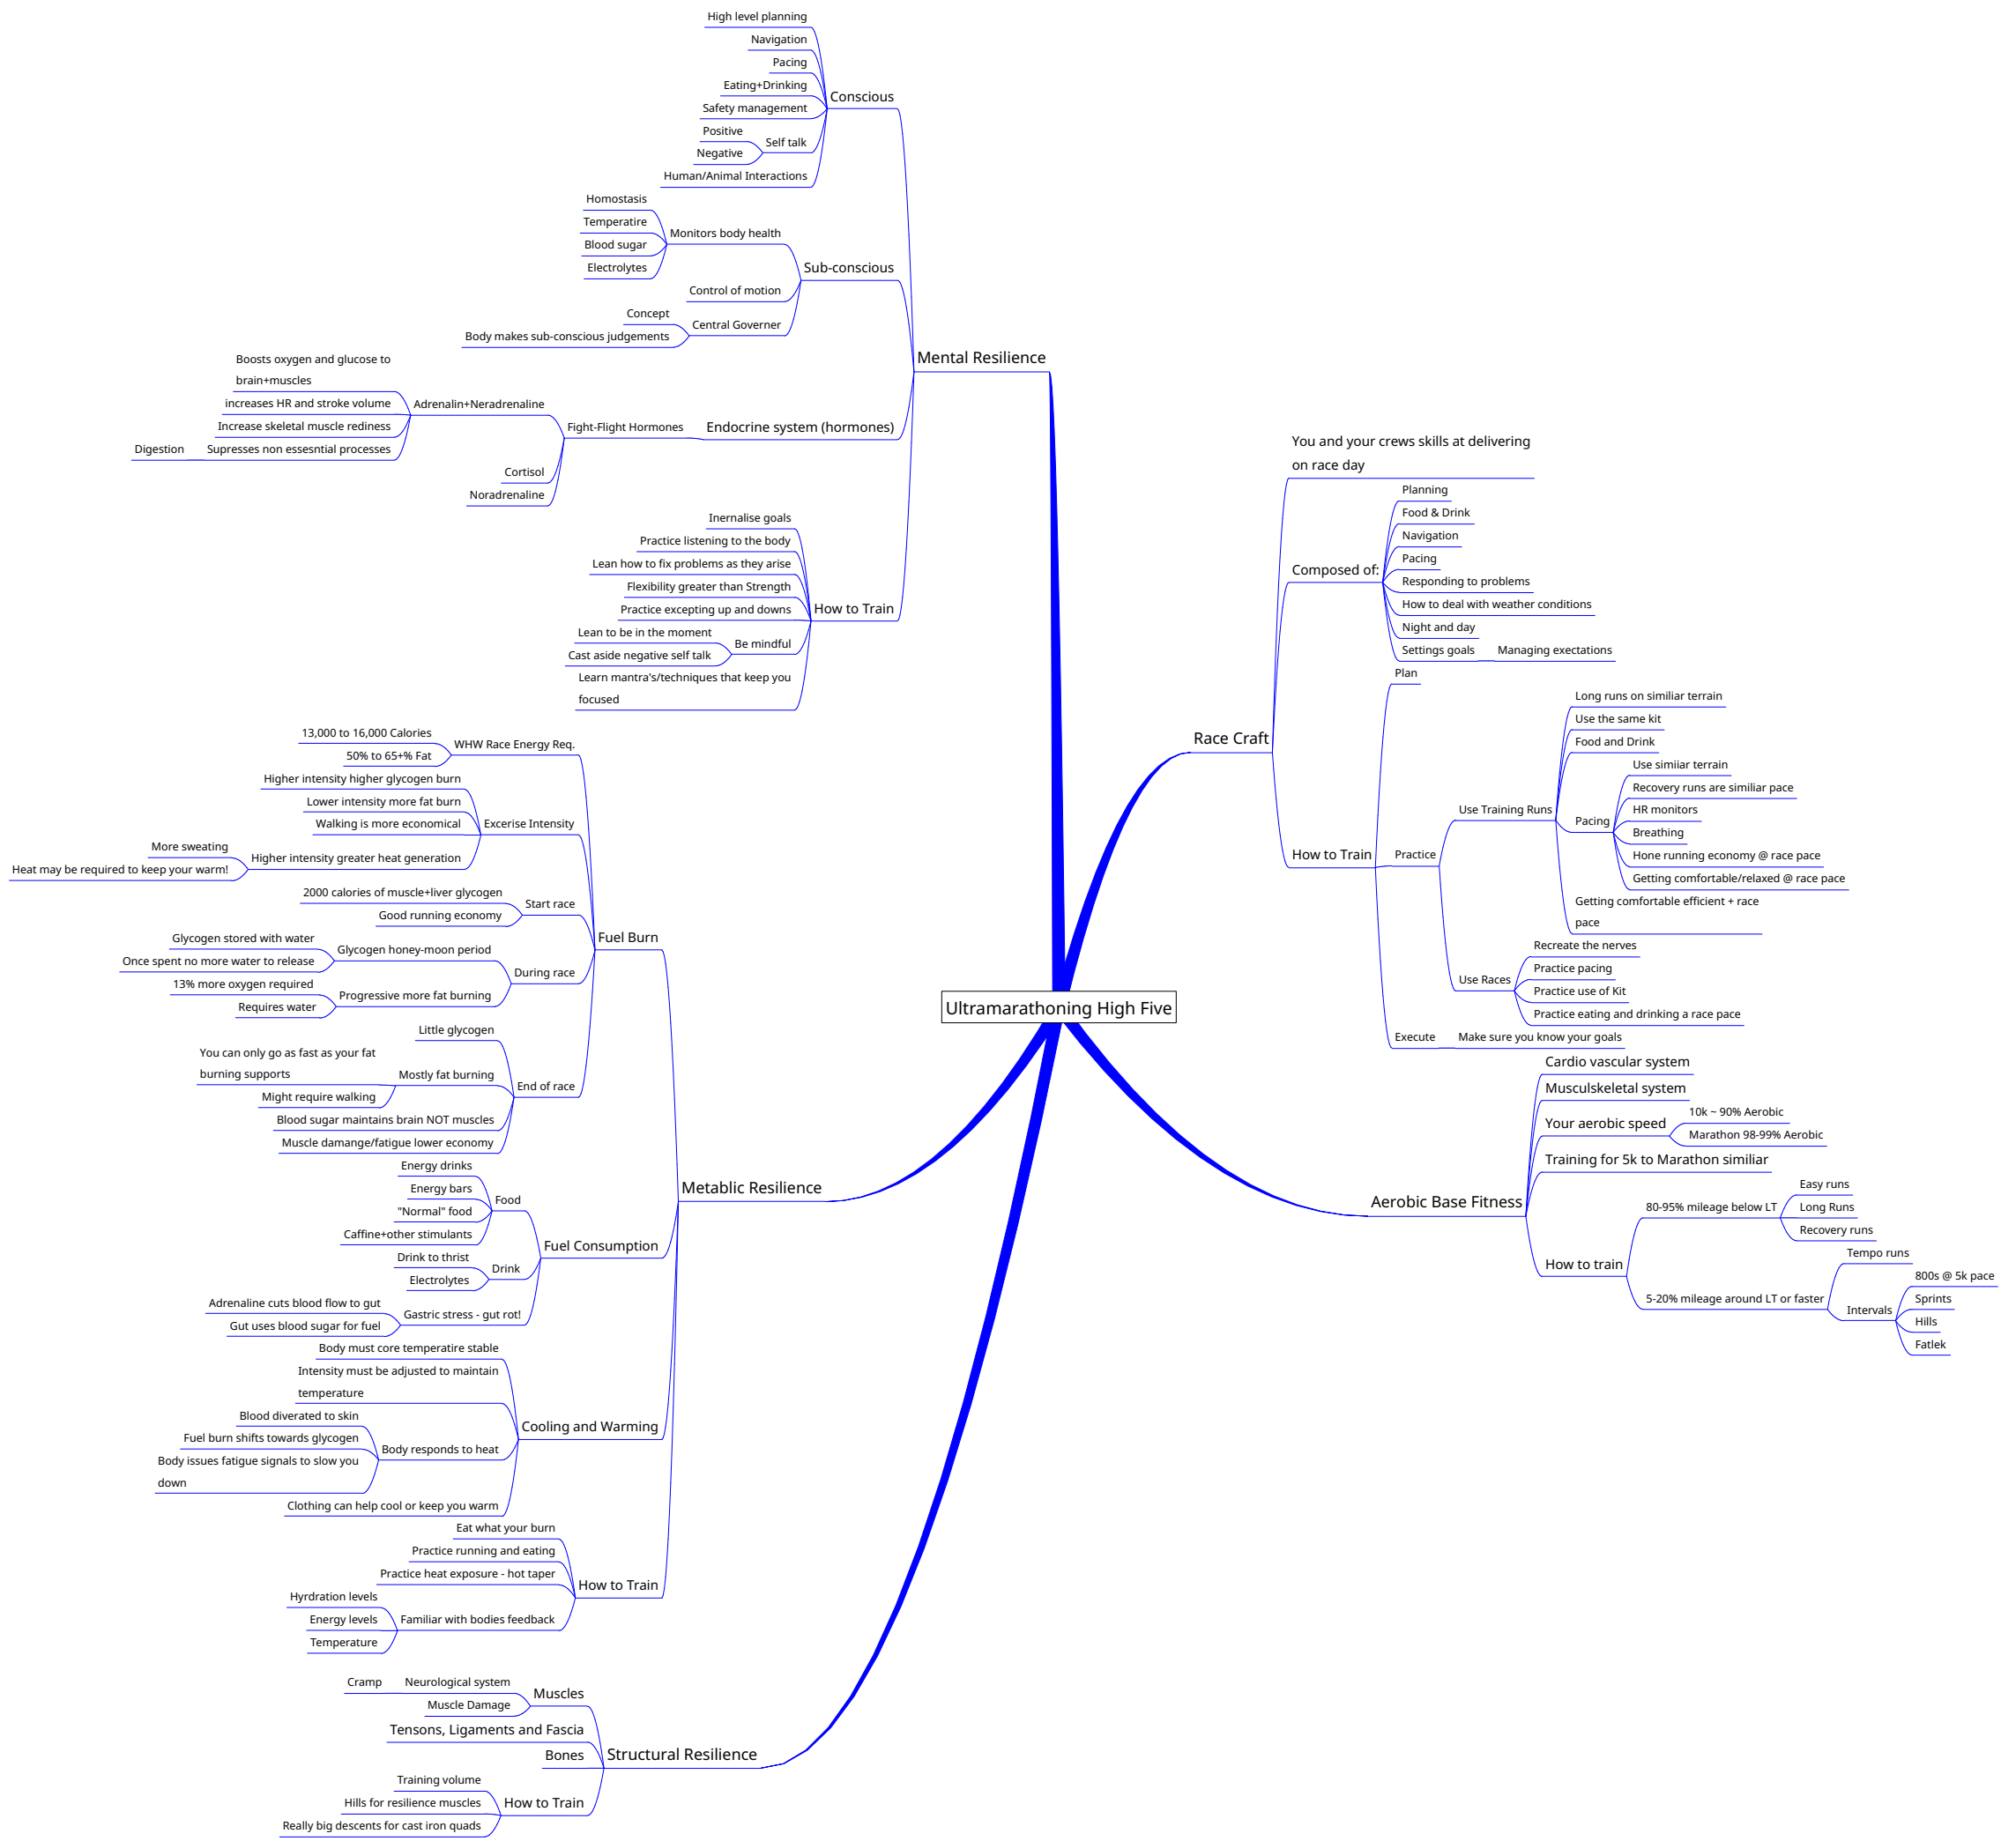 High level planning
Navigation
Pacing
Eating+Drinking
Safety management
Positive
Negative
Self talk
Human/Animal Interactions
Conscious
Homostasis
Temperatire
Blood sugar
Electrolytes
Monitors body health
Control of motion
Concept
Body makes sub-conscious judgements
Central Governer
Sub-conscious
Boosts oxygen and glucose to
brain+muscles
increases HR and stroke volume
Increase skeletal muscle rediness
Digestion
Supresses non essesntial processes
Adrenalin+Neradrenaline
Cortisol
Noradrenaline
Fight-Flight Hormones
Endocrine system (hormones)
Inernalise goals
Practice listening to the body
Lean how to fix problems as they arise
Flexibility greater than Strength
Practice excepting up and downs
Lean to be in the moment
Cast aside negative self talk
Be mindful
Learn mantra's/techniques that keep you
focused
How to Train
Mental Resilience
13,000 to 16,000 Calories
50% to 65+% Fat
WHW Race Energy Req.
Higher intensity higher glycogen burn
Lower intensity more fat burn
Walking is more economical
More sweating
Heat may be required to keep your warm!
Higher intensity greater heat generation
Excerise Intensity
2000 calories of muscle+liver glycogen
Good running economy
Start race
Glycogen stored with water
Once spent no more water to release
Glycogen honey-moon period
13% more oxygen required
Requires water
Progressive more fat burning
During race
Little glycogen
You can only go as fast as your fat
burning supports
Might require walking
Mostly fat burning
Blood sugar maintains brain NOT muscles
Muscle damange/fatigue lower economy
End of race
Fuel Burn
Energy drinks
Energy bars
"Normal" food
Caffine+other stimulants
Food
Drink to thrist
Electrolytes
Drink
Adrenaline cuts blood flow to gut
Gut uses blood sugar for fuel
Gastric stress - gut rot!
Fuel Consumption
Body must core temperatire stable
Intensity must be adjusted to maintain
temperature
Blood diverated to skin
Fuel burn shifts towards glycogen
Body issues fatigue signals to slow you
down
Body responds to heat
Clothing can help cool or keep you warm
Cooling and Warming
Eat what your burn
Practice running and eating
Practice heat exposure - hot taper
Hyrdration levels
Energy levels
Temperature
Familiar with bodies feedback
How to Train
Metablic Resilience
Cramp
Neurological system
Muscle Damage
Muscles
Tensons, Ligaments and Fascia
Bones
Training volume
Hills for resilience muscles
Really big descents for cast iron quads
How to Train
Structural Resilience
Ultramarathoning High Five
Race Craft
You and your crews skills at delivering
on race day
Composed of:
Planning
Food & Drink
Navigation
Pacing
Responding to problems
How to deal with weather conditions
Night and day
Settings goals
Managing exectations
How to Train
Plan
Practice
Use Training Runs
Long runs on similiar terrain
Use the same kit
Food and Drink
Pacing
Use simiiar terrain
Recovery runs are similiar pace
HR monitors
Breathing
Hone running economy @ race pace
Getting comfortable/relaxed @ race pace
Getting comfortable efficient + race
pace
Use Races
Recreate the nerves
Practice pacing
Practice use of Kit
Practice eating and drinking a race pace
Execute
Make sure you know your goals
Aerobic Base Fitness
Cardio vascular system
Musculskeletal system
Your aerobic speed
10k ~ 90% Aerobic
Marathon 98-99% Aerobic
Training for 5k to Marathon similiar
How to train
80-95% mileage below LT
Easy runs
Long Runs
Recovery runs
5-20% mileage around LT or faster
Tempo runs
Intervals
800s @ 5k pace
Sprints
Hills
Fatlek